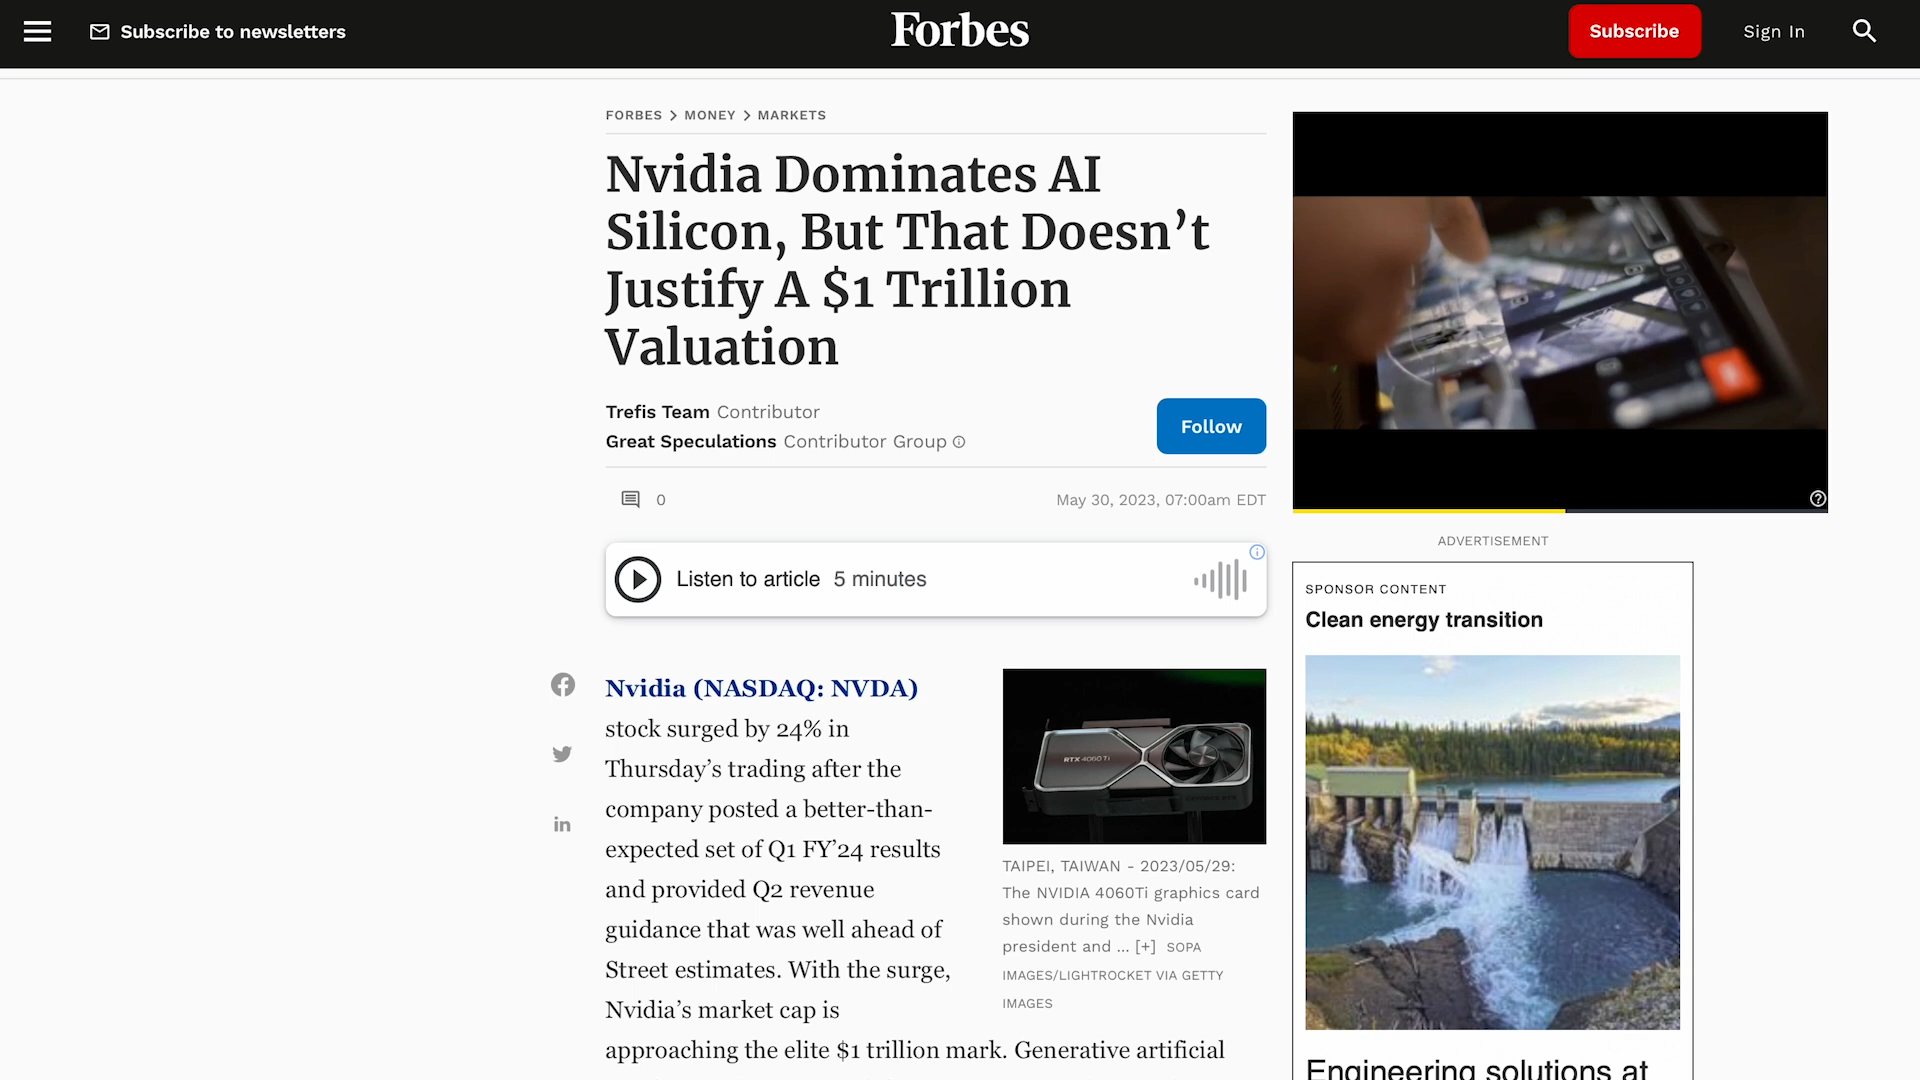 Subscribe to newsletters
Forbes
Subscribe
Sign In
FORBES > MONEY > MARKETS
Nvidia Dominates AI
Silicon, But That Doesn’t
Justify A $1 Trillion
Valuation
Trefis Team Contributor
Great Speculations Contributor Group
Follow
0
May 30, 2023, 07:00am EDT
Listen to article 5 minutes
Nvidia (NASDAQ: NVDA)
stock surged by 24% in
Thursday’s trading after the
company posted a better-than-
expected set of Q1 FY’24 results
and provided Q2 revenue
guidance that was well ahead of
Street estimates. With the surge,
Nvidia’s market cap is
approaching the elite $1 trillion mark. Generative artificial
RTX 4060 Ti
TAIPEI, TAIWAN - 2023/05/29:
The NVIDIA 4060Ti graphics card
shown during the Nvidia
president and ... [+] SOPA
IMAGES/LIGHTROCKET VIA GETTY
IMAGES
ADVERTISEMENT
SPONSOR CONTENT
Clean energy transition
Engineering solutions at